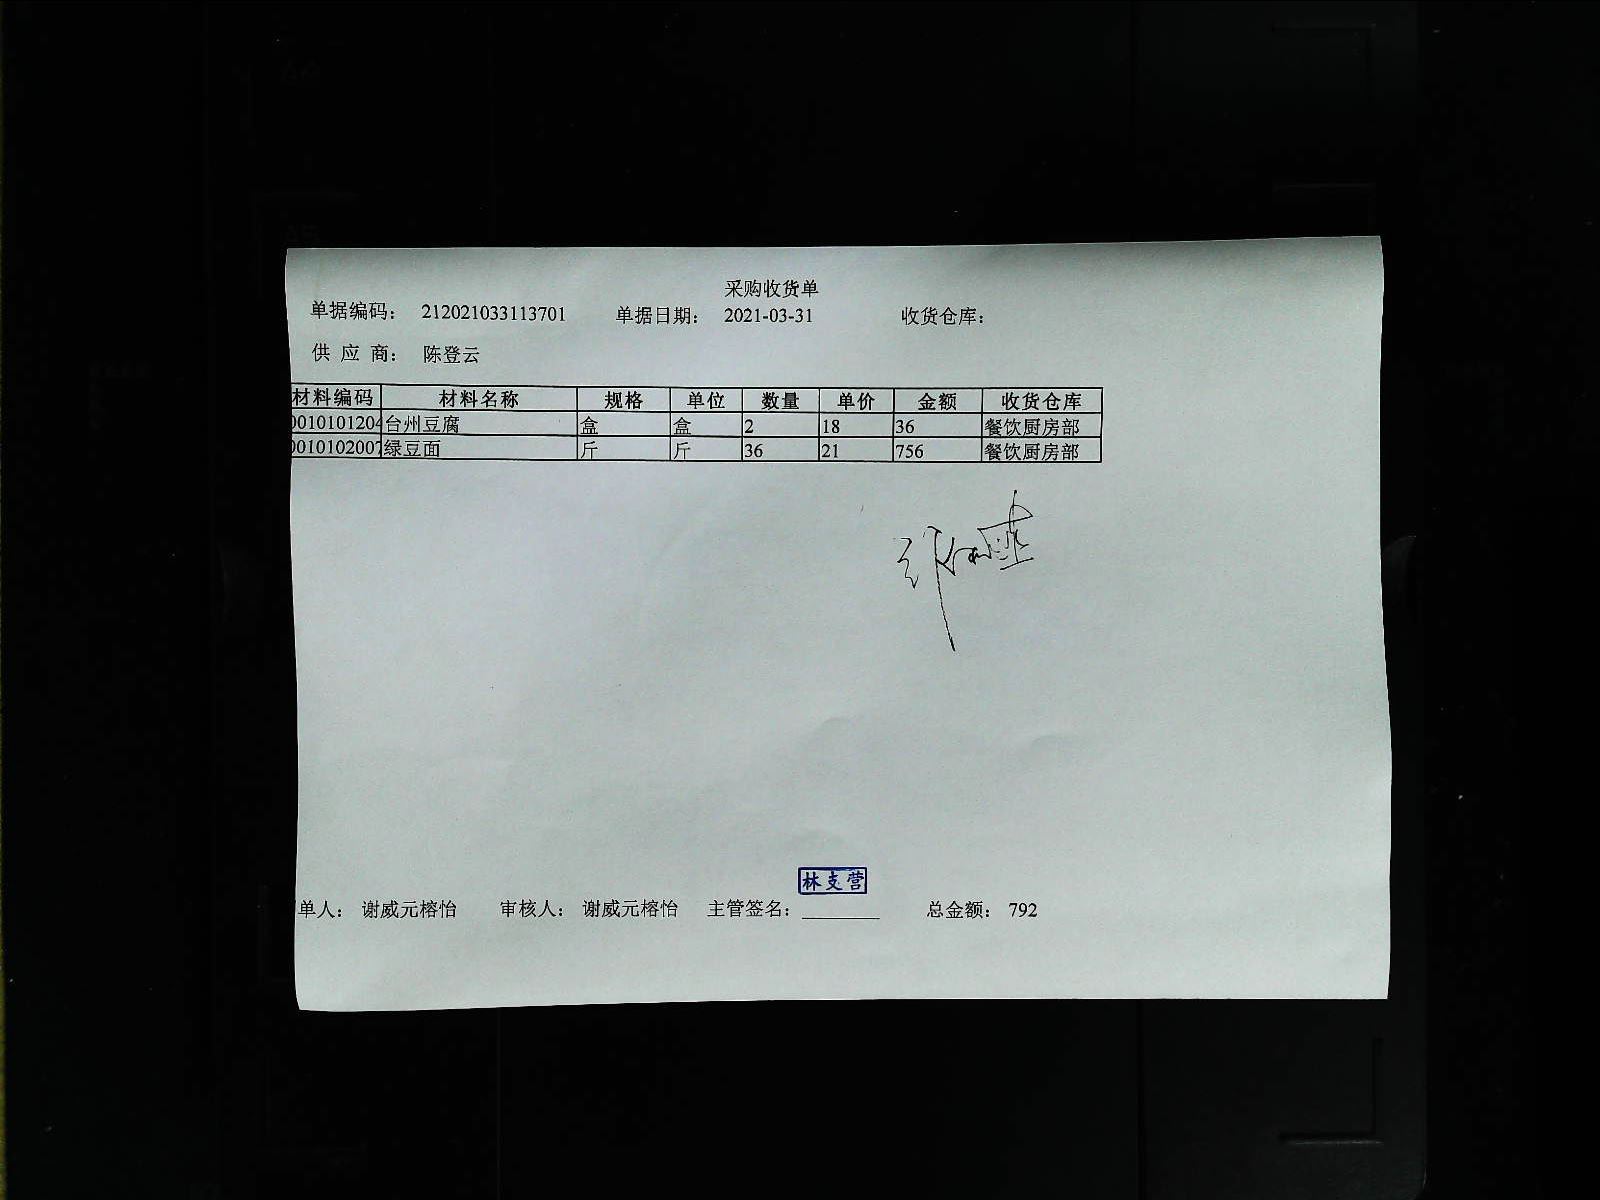 采购收货单
单据编码： 212021033113701 单据日期： 2021-03-31 收货仓库：
供 应 商： 陈登云
材料编码 材料名称 规格 单位 数量 单价 金额 收货仓库
0010101204 台州豆腐 盒 盒 2 18 36 餐饮厨房部
0010102007 绿豆面 斤 斤 36 21 756 餐饮厨房部
林支营
单人： 谢威元榕怡 审核人： 谢威元榕怡 主管签名： 总金额： 792